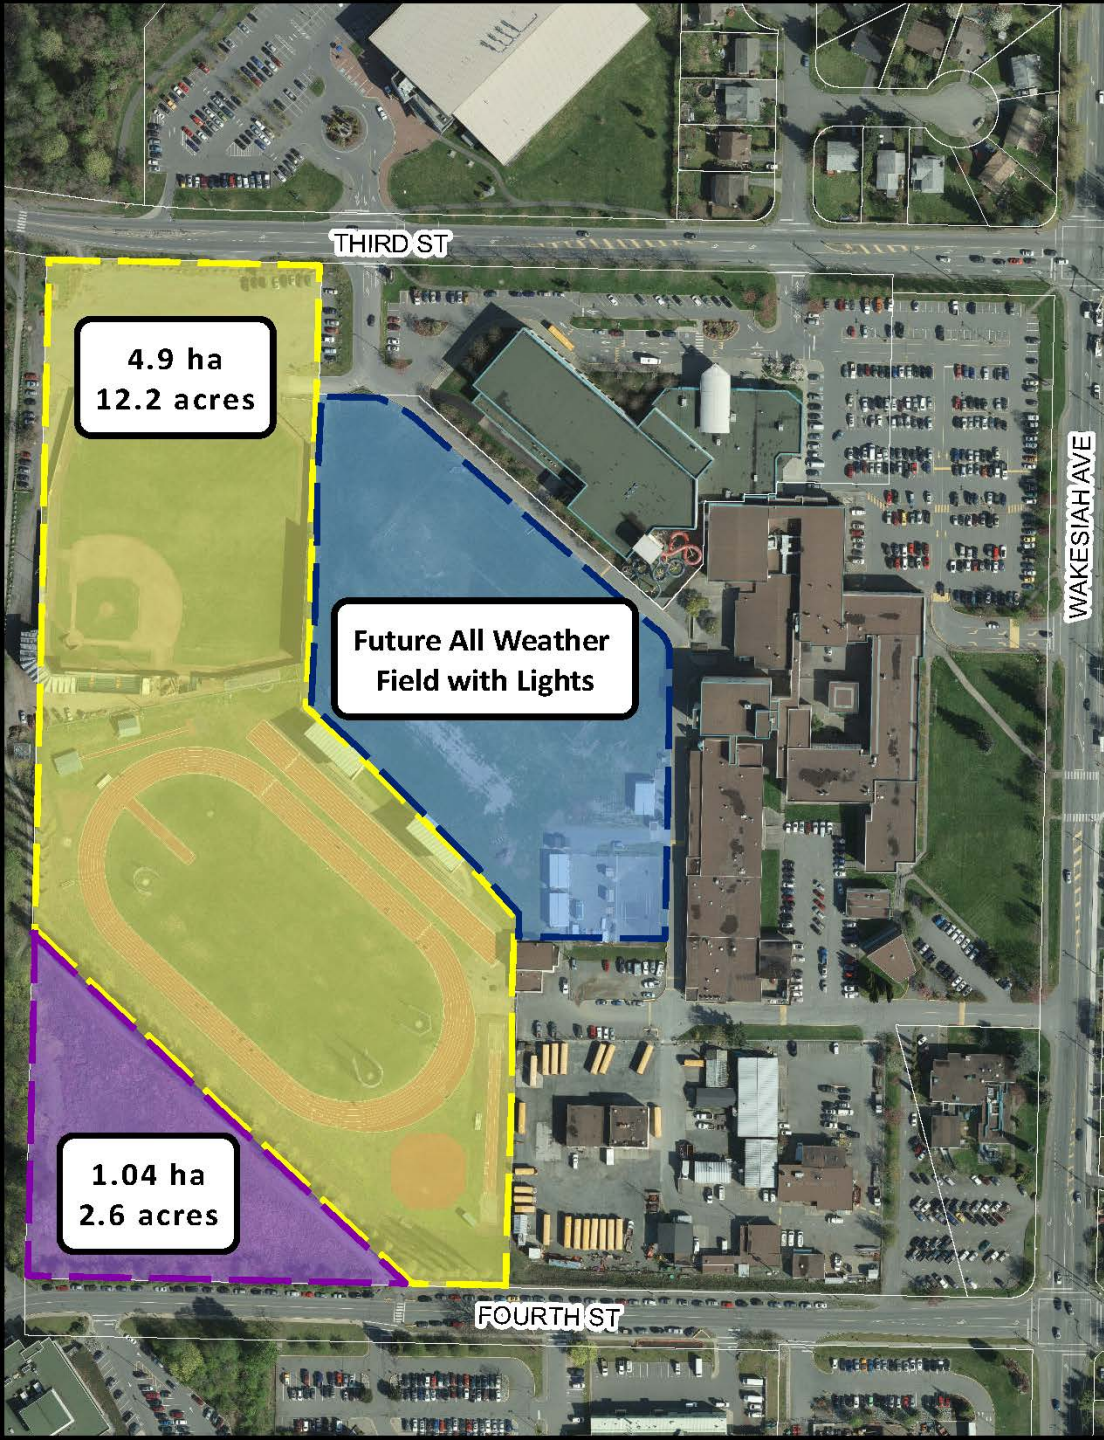 THIRD ST
4.9 ha
12.2 acres
WAKESIAH AVE
Future All Weather
Field with Lights
1.04 ha
2.6 acres
FOURTH ST